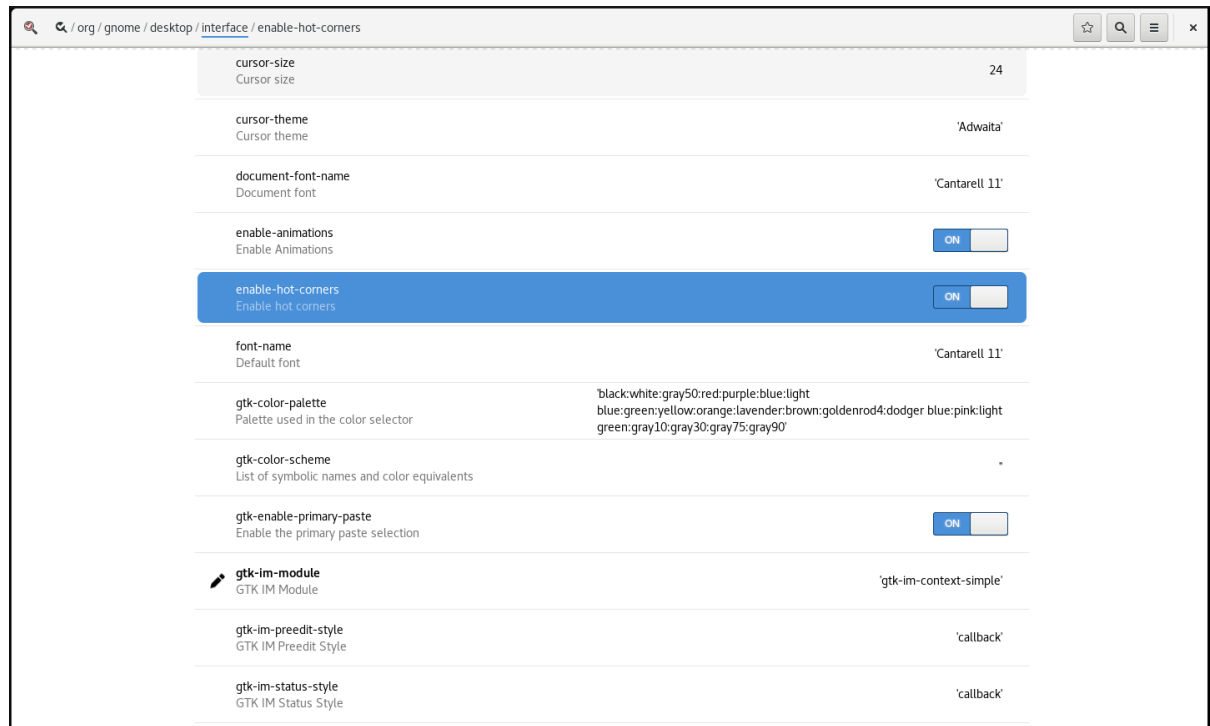 / org / gnome / desktop / interface / enable-hot-corners
cursor-size
Cursor size
24
cursor-theme
Cursor theme
'Adwaita'
document-font-name
Document font
'Cantarell 11'
enable-animations
Enable Animations
ON
enable-hot-corners
Enable hot corners
ON
font-name
Default font
'Cantarell 11'
gtk-color-palette
Palette used in the color selector
'black:white:gray50:red:purple:blue:light
blue:green:yellow:orange:lavender:brown:goldenrod4:dodger blue:pink:light
green:gray10:gray30:gray75:gray90'
gtk-color-scheme
List of symbolic names and color equivalents
''
gtk-enable-primary-paste
Enable the primary paste selection
ON
gtk-im-module
GTK IM Module
'gtk-im-context-simple'
gtk-im-preedit-style
GTK IM Preedit Style
'callback'
gtk-im-status-style
GTK IM Status Style
'callback'